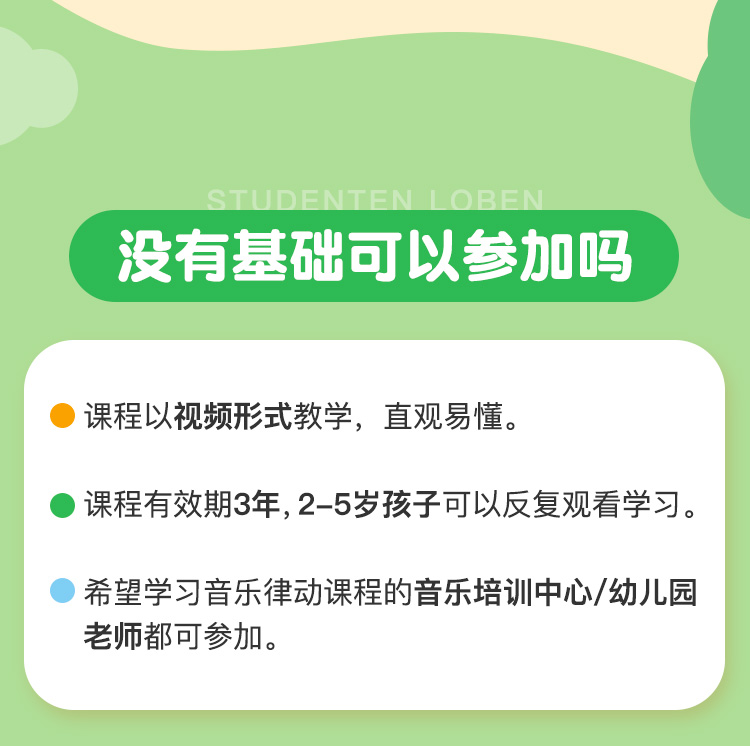 STUDENTEN LOBEN
没有基础可以参加吗
课程以视频形式教学，直观易懂。
课程有效期3年, 2-5岁孩子可以反复观看学习。
希望学习音乐律动课程的音乐培训中心/幼儿园
老师都可参加。